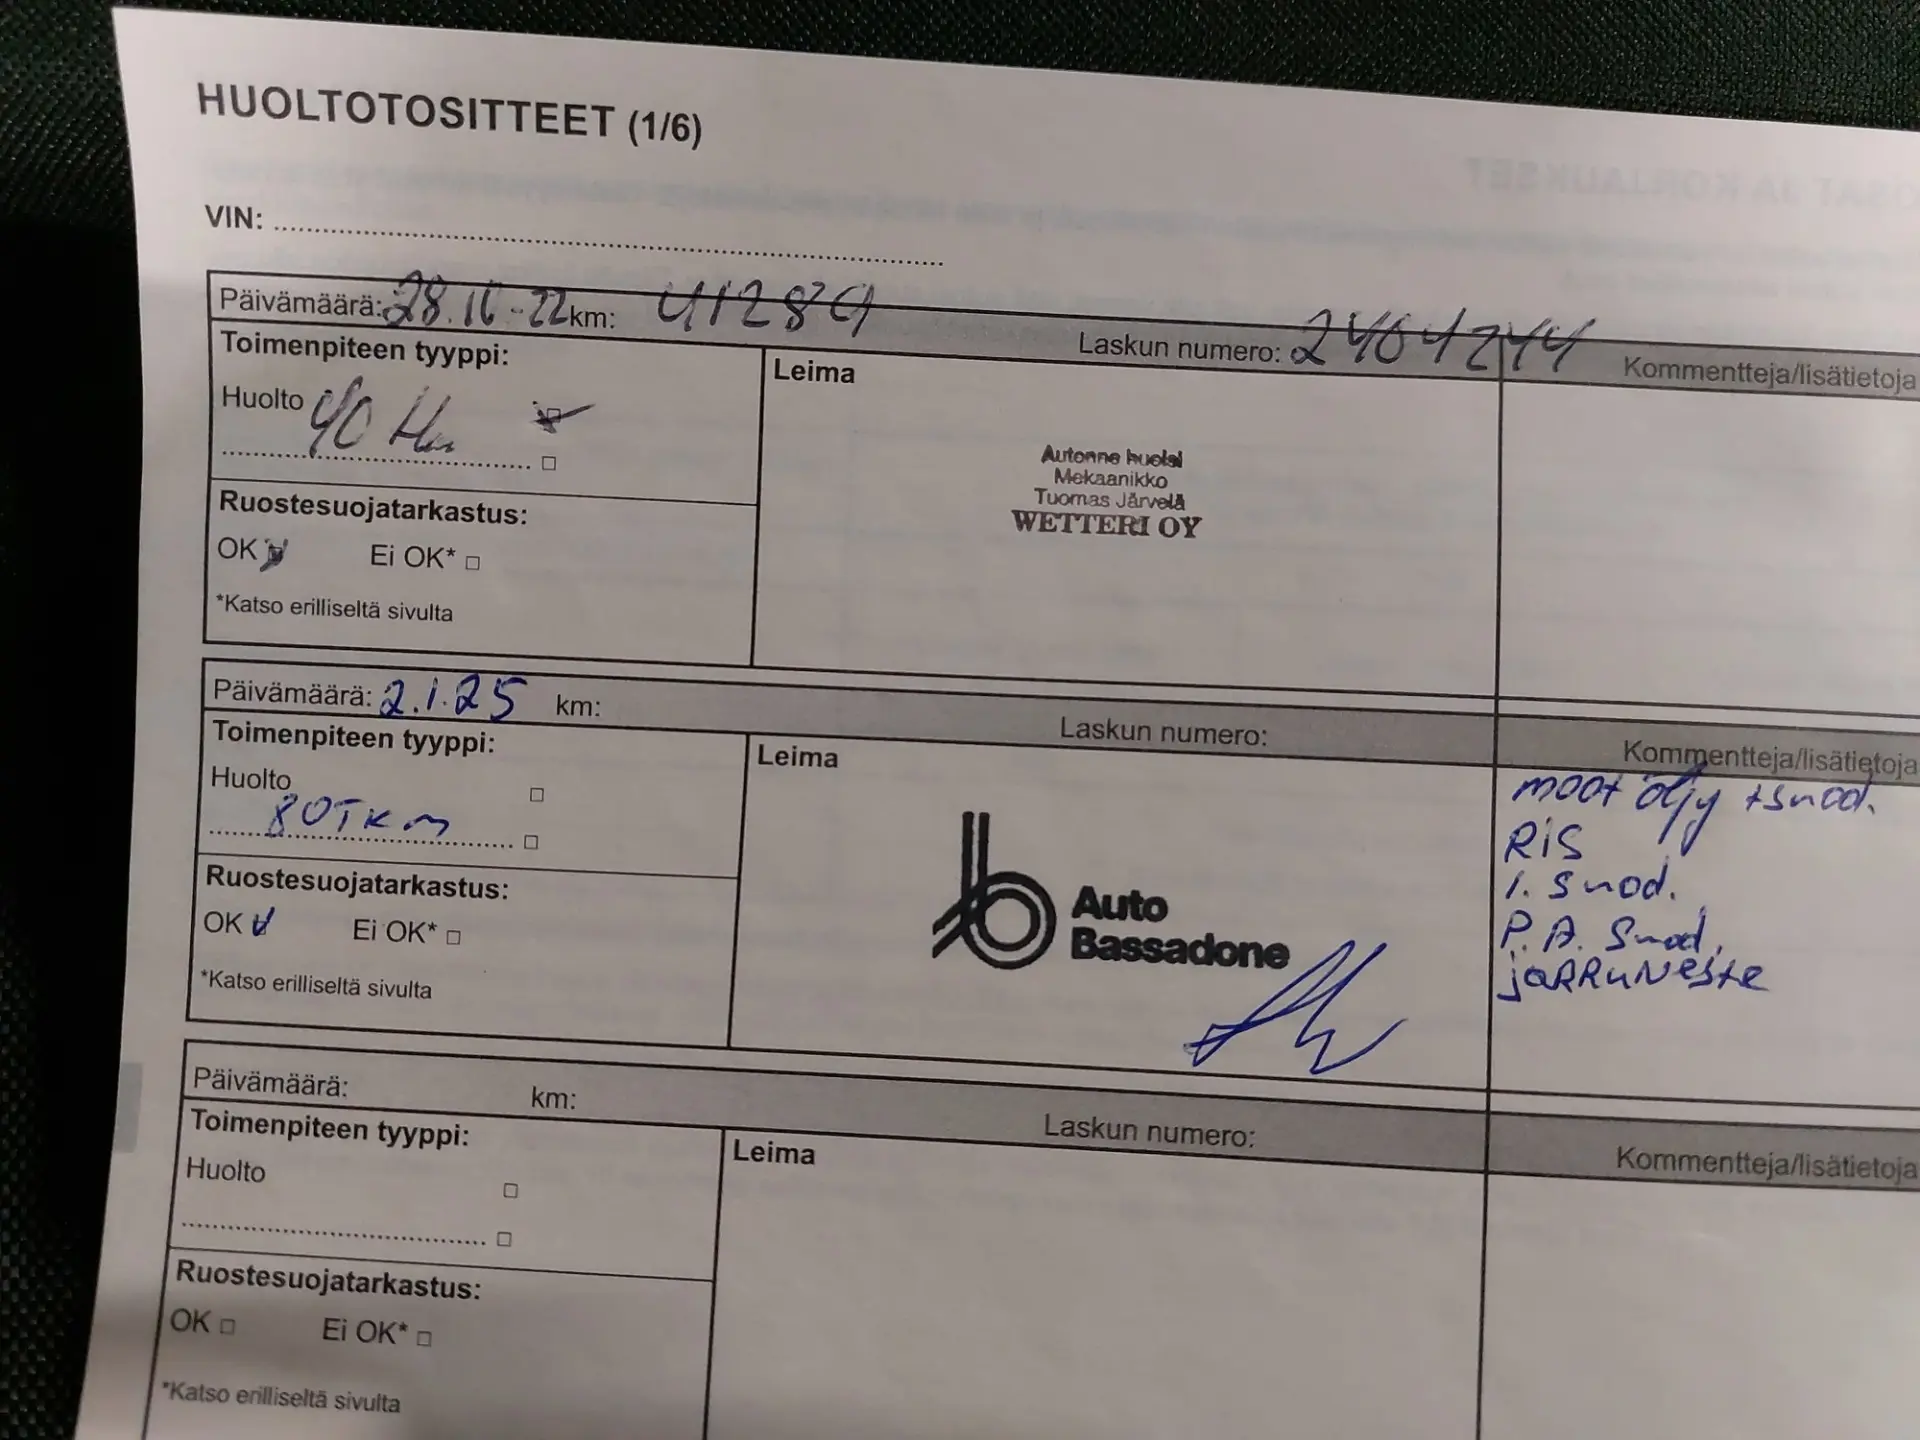 HUOLTOTOSITTEET (1/6)
VIN:
Päivämäärä: 28.10-22 km: 41289 Laskun numero: 2404244 Kommentteja/lisätietoja
Toimenpiteen tyyppi:
Leima
Huolto 40
Autonne huolsi
Mekaanikko
Tuomas Järvelä
WETTERI OY
Ruostesuojatarkastus:
OK Ei OK*
*Katso erilliseltä sivulta
Päivämäärä: 2.1.25 km: Laskun numero: Kommentteja/lisätietoja
Toimenpiteen tyyppi:
Leima
Huolto
80TKM
Auto
Bassadone
moot öljy + suod.
RiS
i. suod.
P. A. Suod.
jaRRuNeste
Ruostesuojatarkastus:
OK Ei OK*
*Katso erilliseltä sivulta
Päivämäärä: km: Laskun numero: Kommentteja/lisätietoja
Toimenpiteen tyyppi:
Leima
Huolto
Ruostesuojatarkastus:
OK Ei OK*
*Katso erilliseltä sivulta